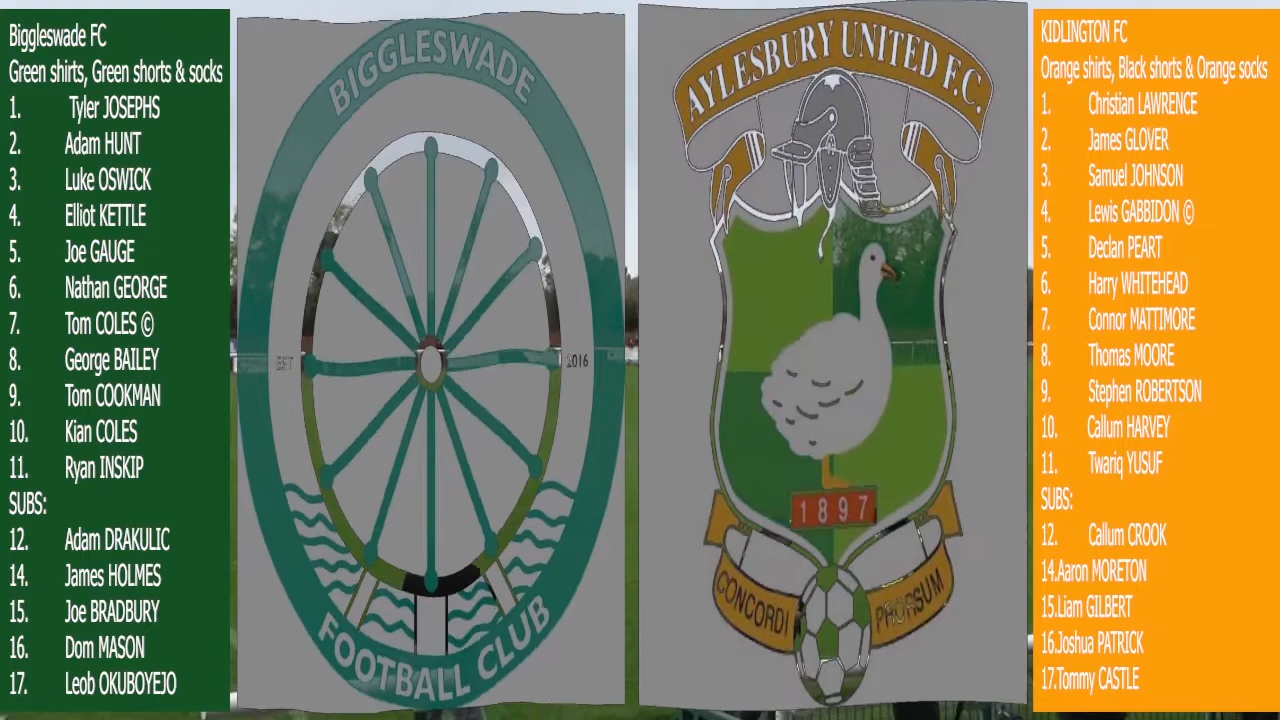 Biggleswade FC
Green shirts, Green shorts & socks
1. Tyler JOSEPHS
2. Adam HUNT
3. Luke OSWICK
4. Elliot KETTLE
5. Joe GAUGE
6. Nathan GEORGE
7. Tom COLES ©
8. George BAILEY
9. Tom COOKMAN
10. Kian COLES
11. Ryan INSKIP
SUBS:
12. Adam DRAKULIC
14. James HOLMES
15. Joe BRADBURY
16. Dom MASON
17. Leob OKUBOYEJO
BIGGLESWADE
EST 2016
FOOTBALL CLUB
AYLESBURY UNITED F.C.
1897
CONCORDI PRORSUM
KIDLINGTON FC
Orange shirts, Black shorts & Orange socks
1. Christian LAWRENCE
2. James GLOVER
3. Samuel JOHNSON
4. Lewis GABBIDON ©
5. Declan PEART
6. Harry WHITEHEAD
7. Connor MATTIMORE
8. Thomas MOORE
9. Stephen ROBERTSON
10. Callum HARVEY
11. Twariq YUSUF
SUBS:
12. Callum CROOK
14.Aaron MORETON
15.Liam GILBERT
16.Joshua PATRICK
17.Tommy CASTLE